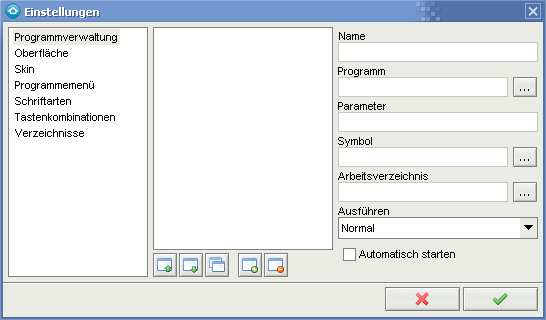 Einstellungen
Programmverwaltung
Oberfläche
Skin
Programmemenü
Schriftarten
Tastenkombinationen
Verzeichnisse
Name
Programm
...
Parameter
Symbol
...
Arbeitsverzeichnis
...
Ausführen
Normal
Automatisch starten